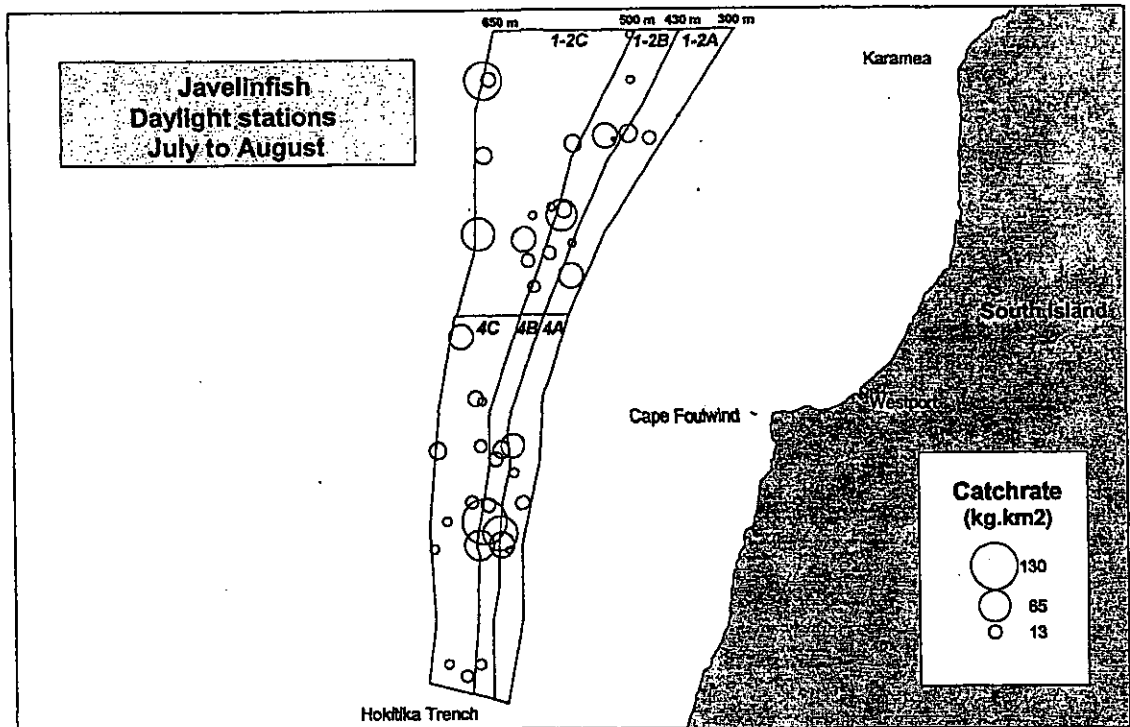 650 m 500 m 430 m 300 m
1-2C 1-2B 1-2A
Karamea
Javelinfish
Daylight stations
July to August
South Island
4C 4B 4A
Westport
Cape Foulwind
Catchrate
(kg.km2)
130
65
13
Hokitika Trench